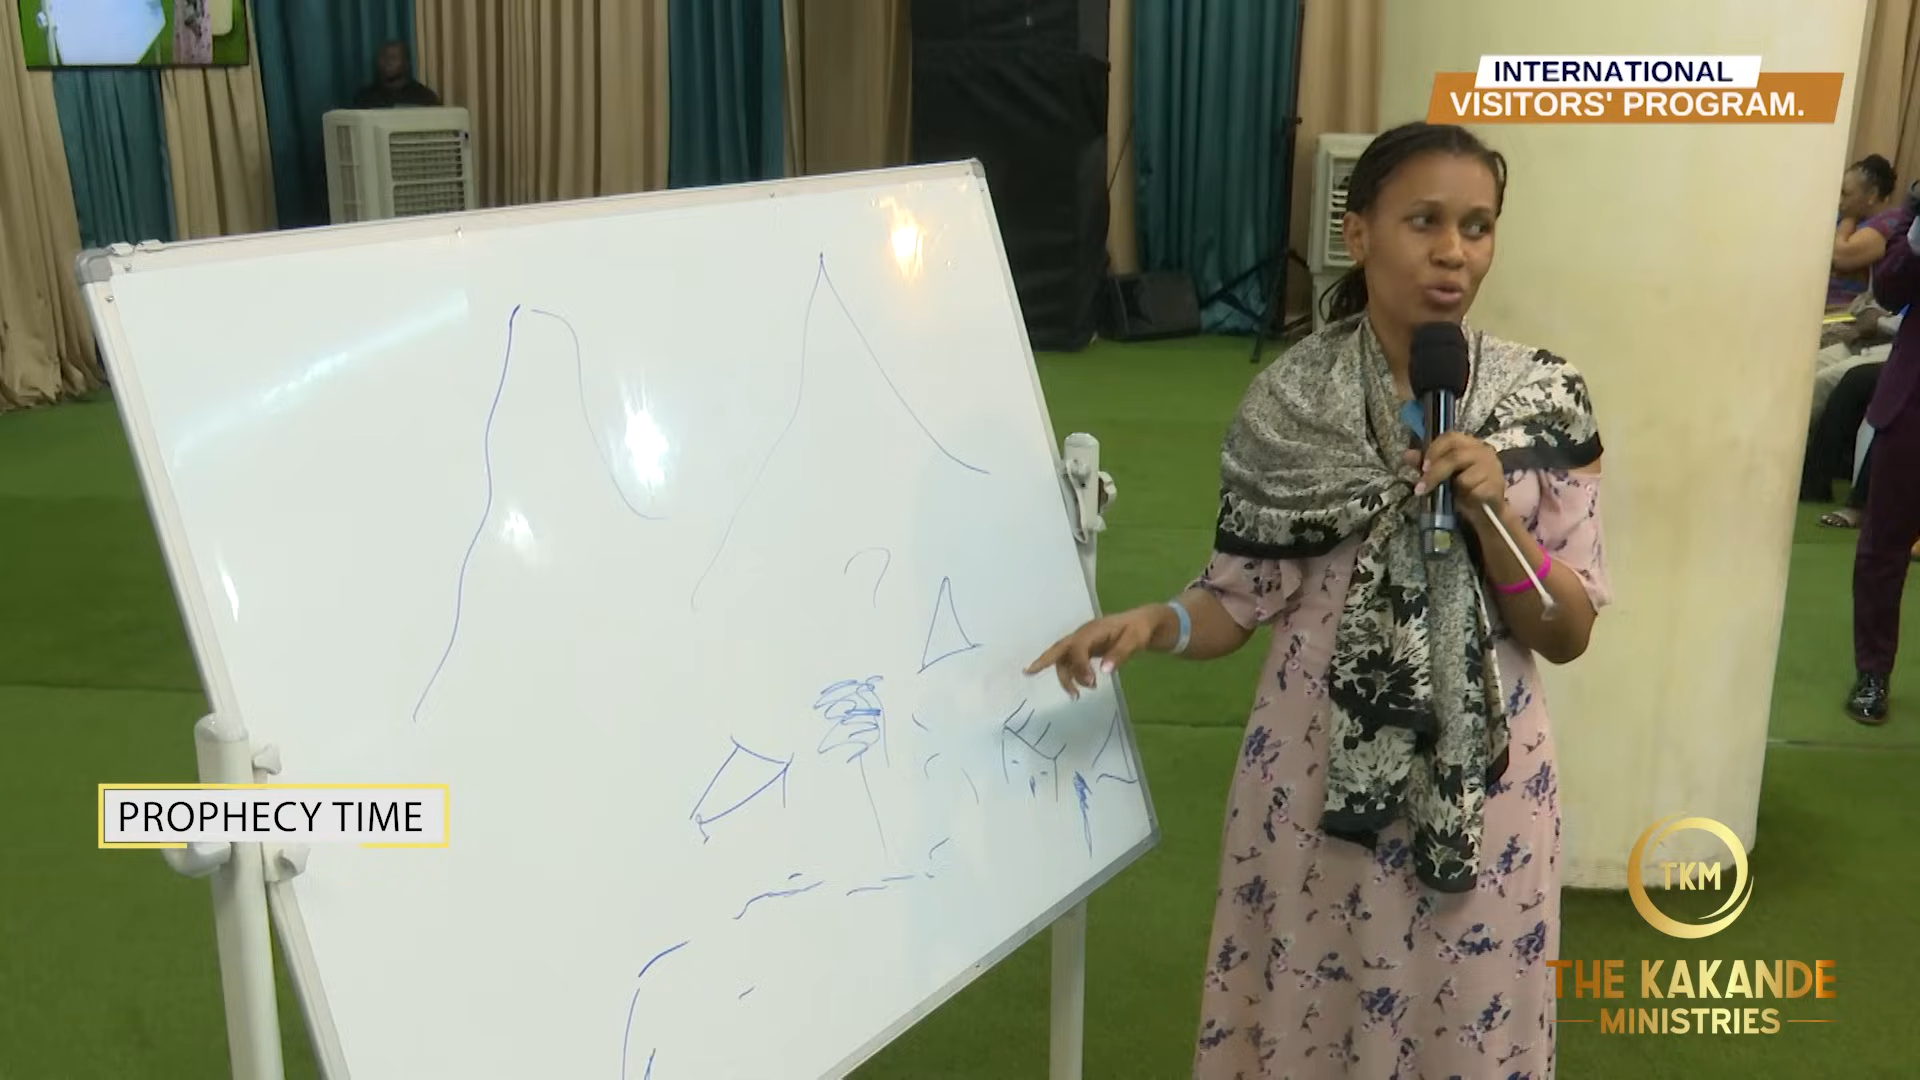 INTERNATIONAL
VISITORS' PROGRAM.
PROPHECY TIME
TKM
THE KAKANDE
MINISTRIES